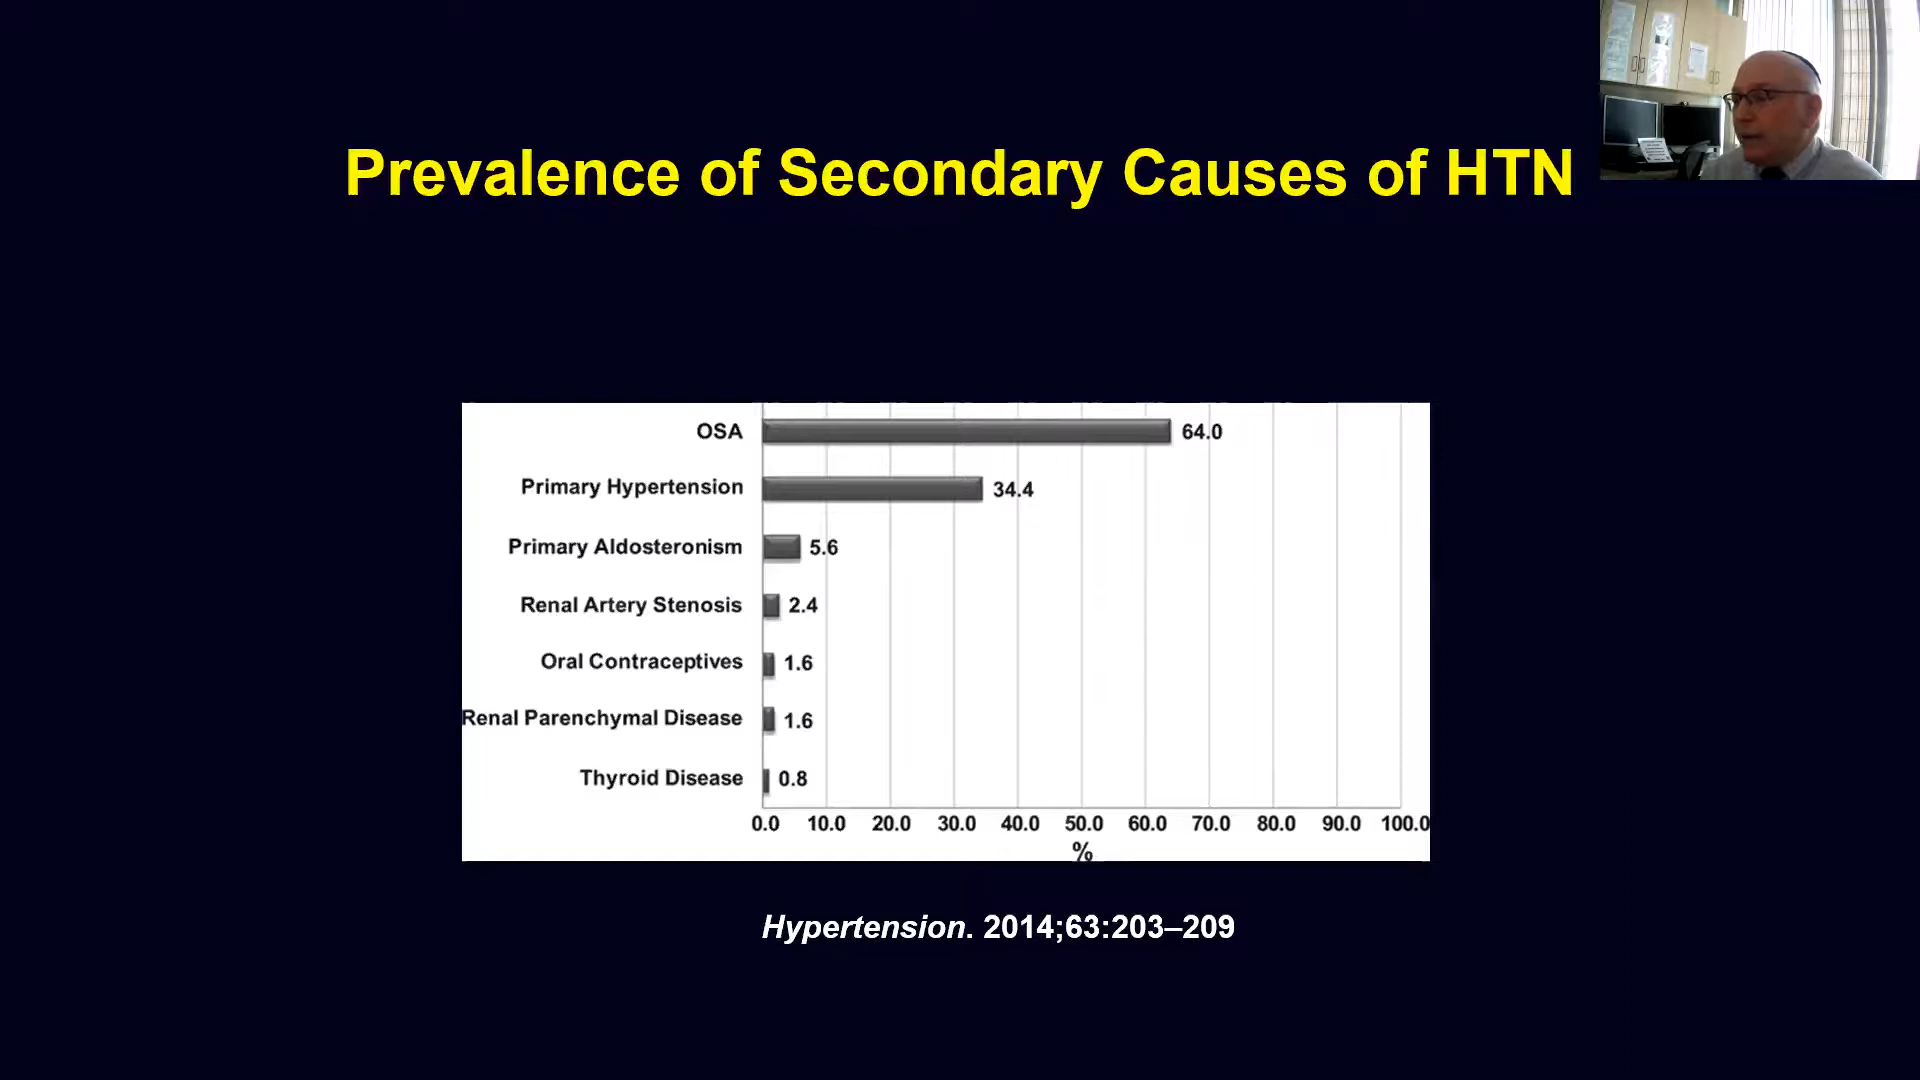 Prevalence of Secondary Causes of HTN
OSA 64.0
Primary Hypertension 34.4
Primary Aldosteronism 5.6
Renal Artery Stenosis 2.4
Oral Contraceptives 1.6
Renal Parenchymal Disease 1.6
Thyroid Disease 0.8
0.0 10.0 20.0 30.0 40.0 50.0 60.0 70.0 80.0 90.0 100.0
%
Hypertension. 2014;63:203–209